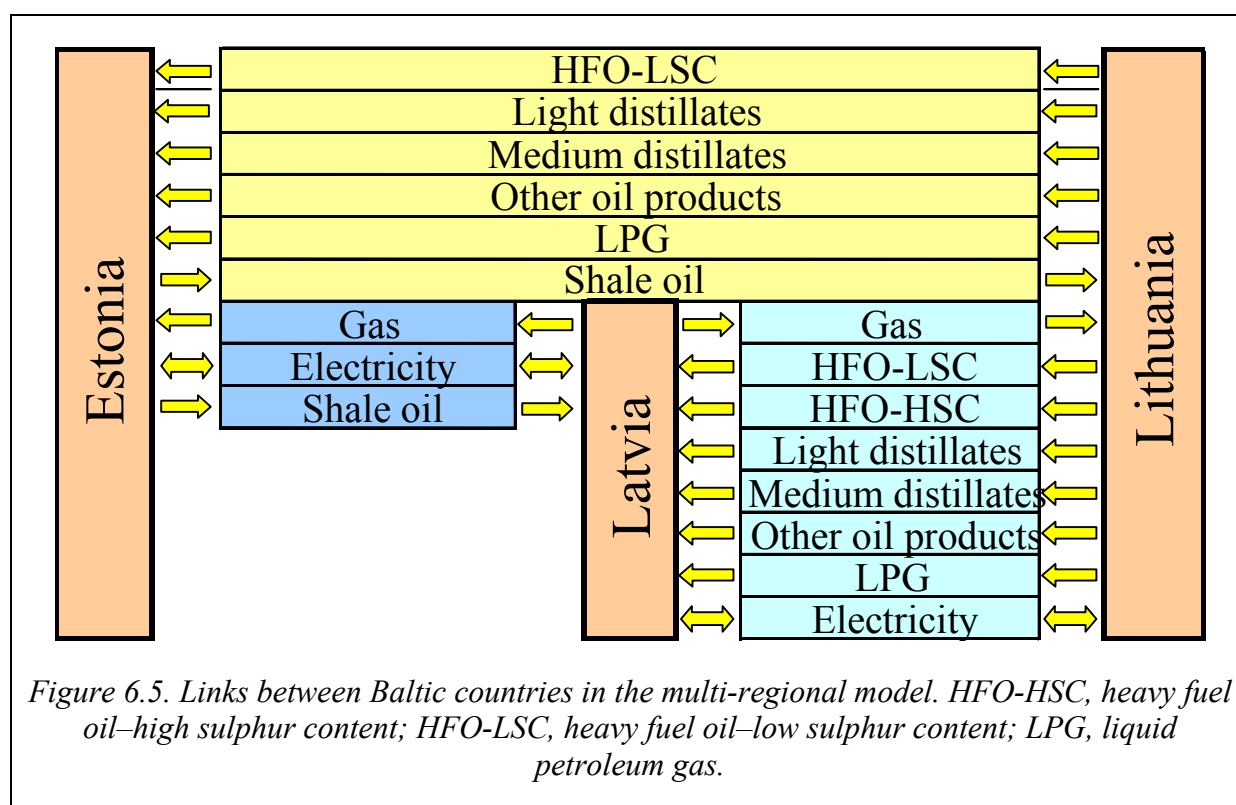 HFO-LSC
Light distillates
Medium distillates
Other oil products
LPG
Shale oil
Estonia
Gas
Electricity
Shale oil
Latvia
Gas
HFO-LSC
HFO-HSC
Light distillates
Medium distillates
Other oil products
LPG
Electricity
Lithuania
Figure 6.5. Links between Baltic countries in the multi-regional model. HFO-HSC, heavy fuel
oil–high sulphur content; HFO-LSC, heavy fuel oil–low sulphur content; LPG, liquid
petroleum gas.